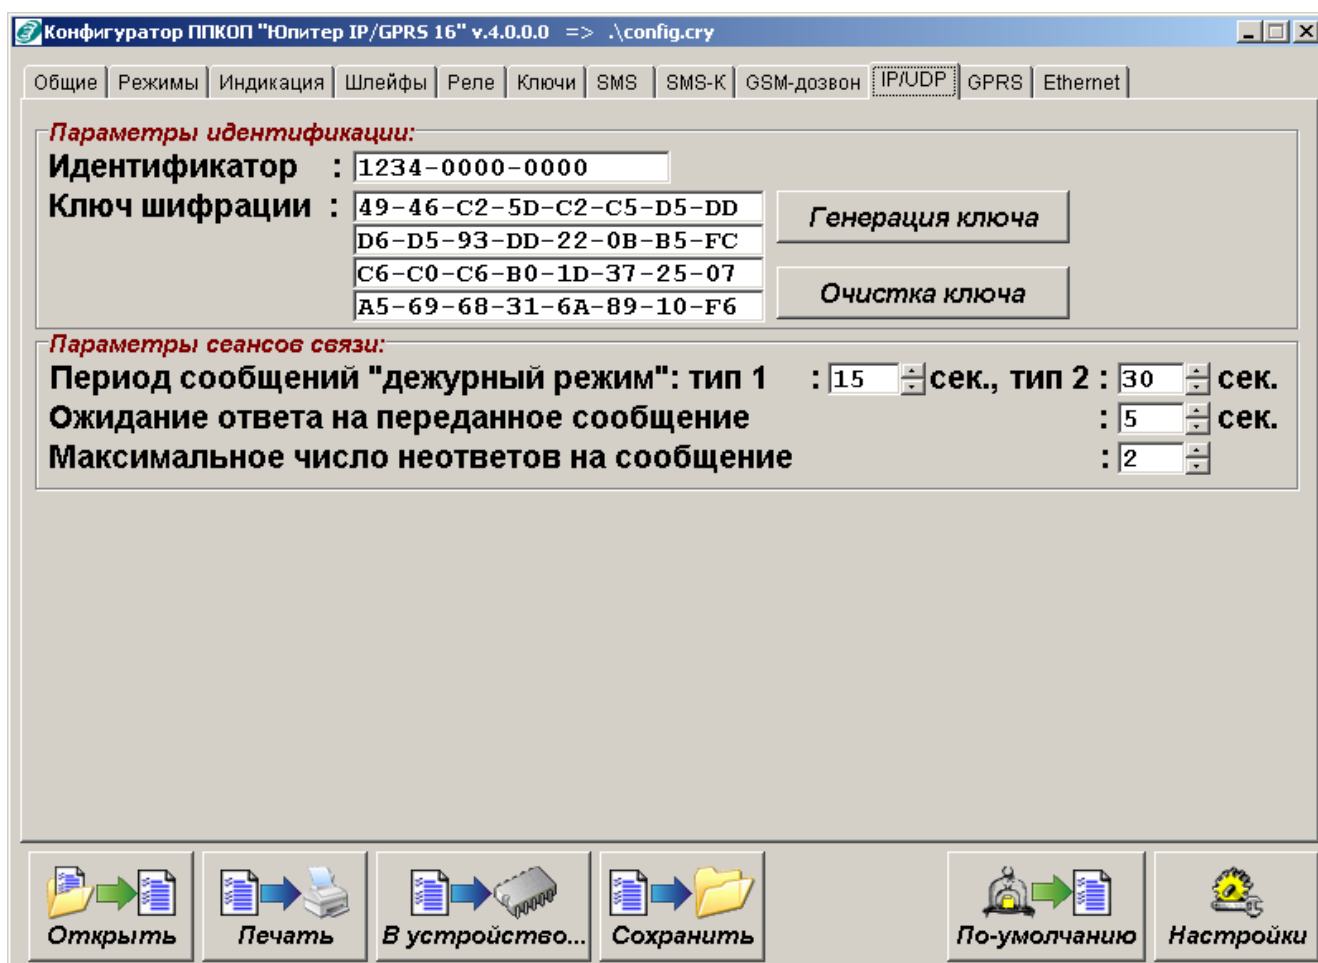 Конфигуратор ППКОП "Юпитер IP/GPRS 16" v.4.0.0.0 => .\config.cry
Общие Режимы Индикация Шлейфы Реле Ключи SMS SMS-K GSM-дозвон IP/UDP GPRS Ethernet
Параметры идентификации:
Идентификатор : 1234-0000-0000
Ключ шифрации : 49-46-C2-5D-C2-C5-D5-DD
Генерация ключа
D6-D5-93-DD-22-0B-B5-FC
C6-C0-C6-B0-1D-37-25-07
Очистка ключа
A5-69-68-31-6A-89-10-F6
Параметры сеансов связи:
Период сообщений "дежурный режим": тип 1 : 15 сек., тип 2 : 30 сек.
Ожидание ответа на переданное сообщение : 5 сек.
Максимальное число неответов на сообщение : 2
Открыть Печать В устройство... Сохранить По-умолчанию Настройки